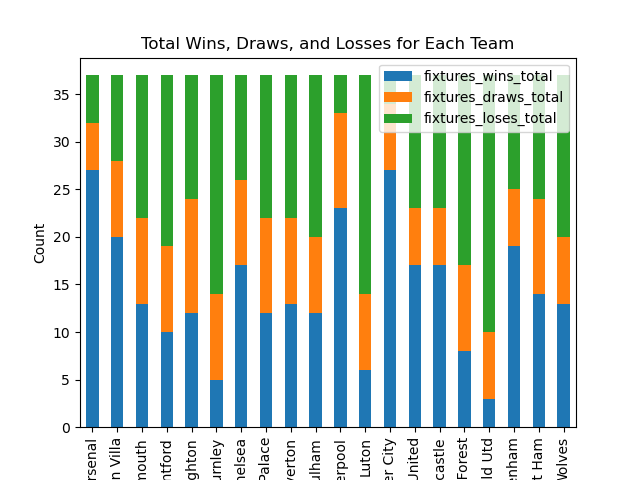 Total Wins, Draws, and Losses for Each Team
fixtures_wins_total
fixtures_draws_total
fixtures_loses_total
Count
35
30
25
20
15
10
5
0
rsenal
n Villa
mouth
ntford
ghton
urnley
helsea
Palace
verton
ulham
erpool
Luton
er City
United
castle
Forest
ld Utd
enham
t Ham
Wolves